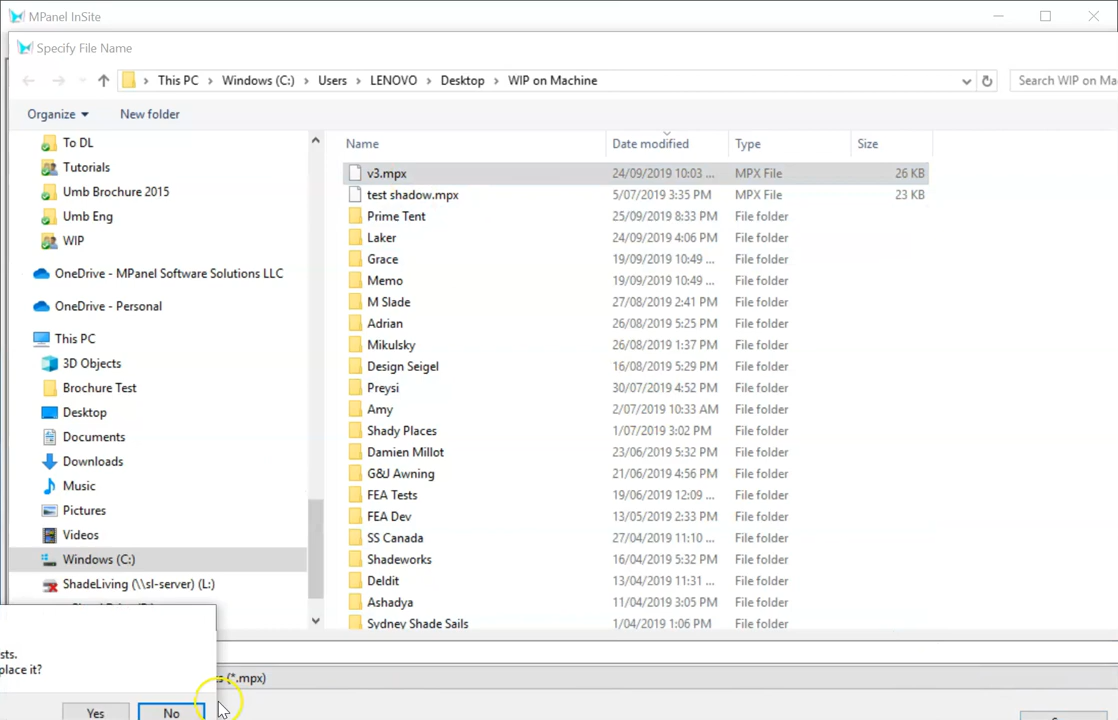 MPanel InSite
Specify File Name
This PC > Windows (C:) > Users > LENOVO > Desktop > WIP on Machine
Search WIP on Ma
Organize
New folder
Name Date modified Type Size
To DL
Tutorials
Umb Brochure 2015
Umb Eng
WIP
OneDrive - MPanel Software Solutions LLC
OneDrive - Personal
This PC
3D Objects
Brochure Test
Desktop
Documents
Downloads
Music
Pictures
Videos
Windows (C:)
ShadeLiving (\\sl-server) (L:)
v3.mpx 24/09/2019 10:03 ... MPX File 26 KB
test shadow.mpx 5/07/2019 3:35 PM MPX File 23 KB
Prime Tent 25/09/2019 8:33 PM File folder
Laker 24/09/2019 4:06 PM File folder
Grace 19/09/2019 10:49 ... File folder
Memo 19/09/2019 10:49 ... File folder
M Slade 27/08/2019 2:41 PM File folder
Adrian 26/08/2019 5:25 PM File folder
Mikulsky 26/08/2019 1:37 PM File folder
Design Seigel 16/08/2019 5:29 PM File folder
Preysi 30/07/2019 4:52 PM File folder
Amy 2/07/2019 10:33 AM File folder
Shady Places 1/07/2019 3:02 PM File folder
Damien Millot 23/06/2019 5:32 PM File folder
G&J Awning 21/06/2019 4:56 PM File folder
FEA Tests 19/06/2019 12:09 ... File folder
FEA Dev 13/05/2019 2:33 PM File folder
SS Canada 27/04/2019 11:10 ... File folder
Shadeworks 16/04/2019 5:32 PM File folder
Deldit 13/04/2019 11:31 ... File folder
Ashadya 11/04/2019 3:05 PM File folder
Sydney Shade Sails 1/04/2019 1:06 PM File folder
sts.
place it?
(*.mpx)
Yes
No